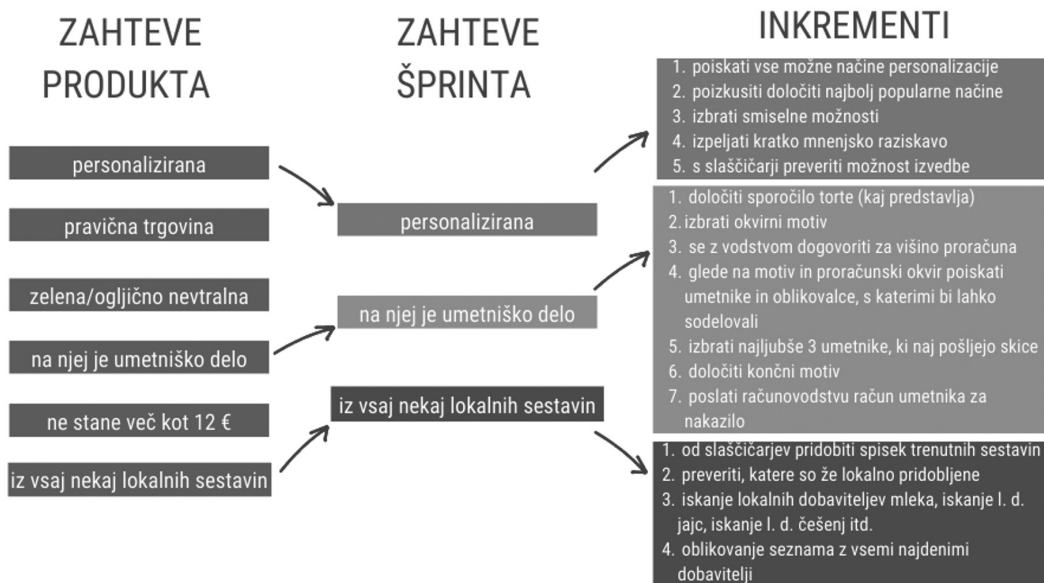 ZAHTEVE
PRODUKTA
personalizirana
pravična trgovina
zelena/ogljično nevtralna
na njej je umetniško delo
ne stane več kot 12 €
iz vsaj nekaj lokalnih sestavin
ZAHTEVE
ŠPRINTA
personalizirana
na njej je umetniško delo
iz vsaj nekaj lokalnih sestavin
INKREMENTI
1. poiskati vse možne načine personalizacije
2. poizkusiti določiti najbolj popularne načine
3. izbrati smiselne možnosti
4. izpeljati kratko mnenjsko raziskavo
5. s slaščičarji preveriti možnost izvedbe
1. določiti sporočilo torte (kaj predstavlja)
2. izbrati okvirni motiv
3. se z vodstvom dogovoriti za višino proračuna
4. glede na motiv in proračunski okvir poiskati
umetnike in oblikovalce, s katerimi bi lahko
sodelovali
5. izbrati najljubše 3 umetnike, ki naj pošljejo skice
6. določiti končni motiv
7. poslati računovodstvu račun umetnika za
nakazilo
1. od slaščičarjev pridobiti spisek trenutnih sestavin
2. preveriti, katere so že lokalno pridobljene
3. iskanje lokalnih dobaviteljev mleka, iskanje l. d.
jajc, iskanje l. d. češenj itd.
4. oblikovanje seznama z vsemi najdenimi
dobavitelji